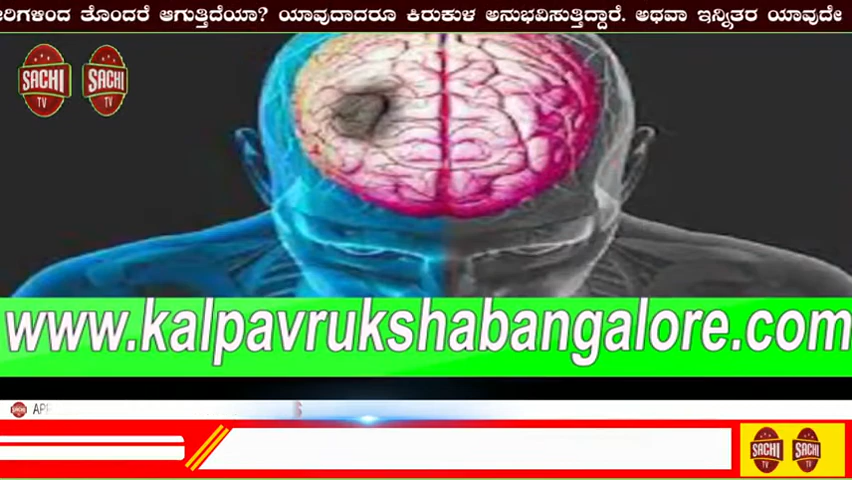 ರಿಗಳಿಂದ ತೊಂದರೆ ಆಗುತ್ತಿದೆಯಾ? ಯಾವುದಾದರೂ ಕಿರುಕುಳ ಅನುಭವಿಸುತ್ತಿದ್ದಾರೆ. ಅಥವಾ ಇನ್ನಿತರ ಯಾವುದೇ
SACHI TV SACHI TV
www.kalpavrukshabangalore.com
SACHI
SACHI TV SACHI TV